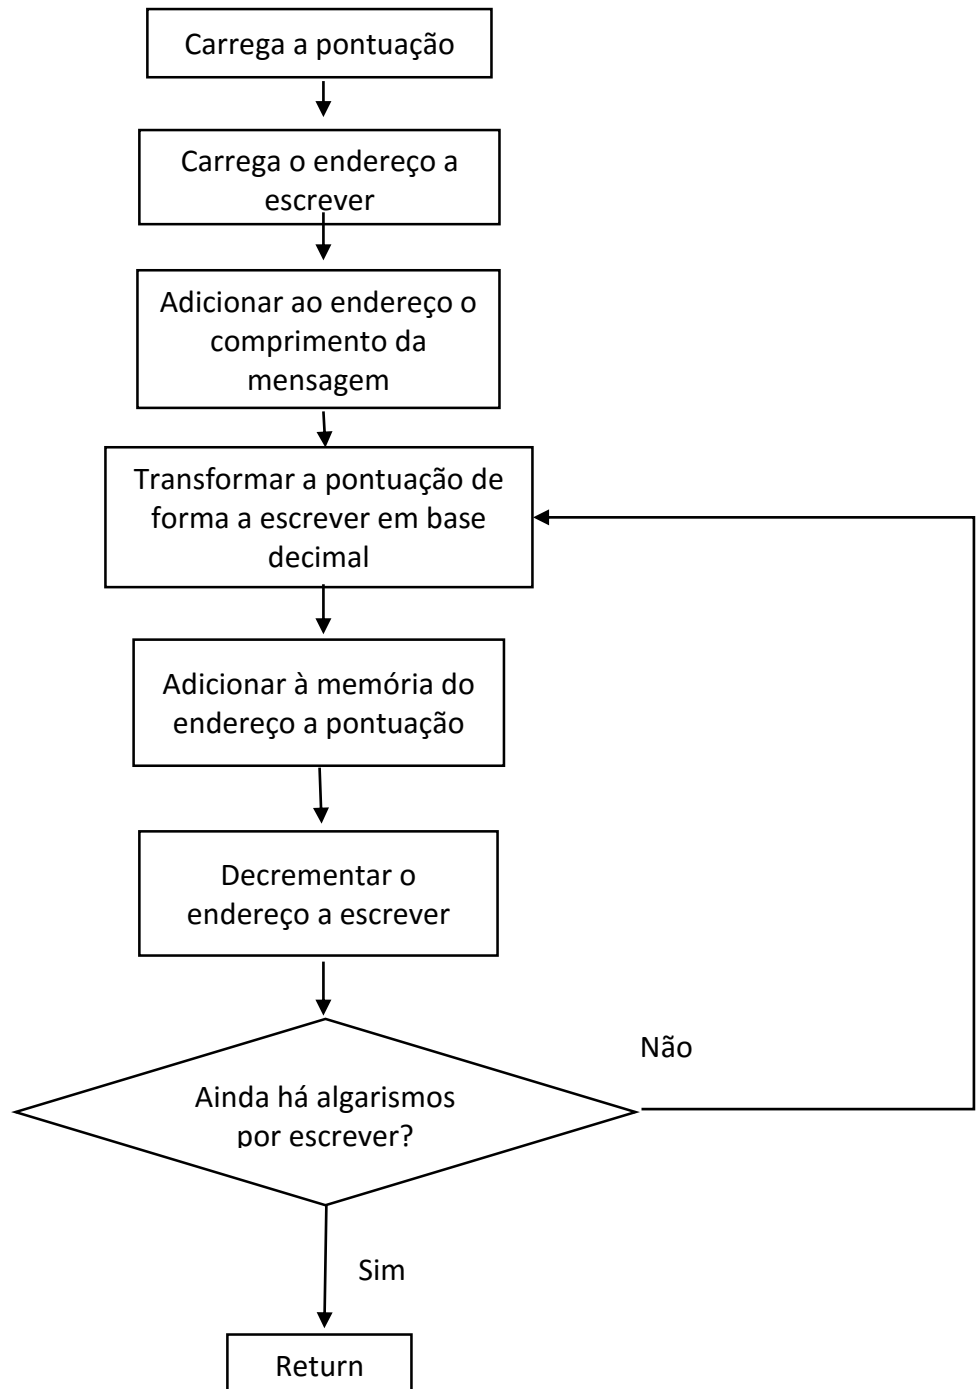 Carrega a pontuação
Carrega o endereço a
escrever
Adicionar ao endereço o
comprimento da
mensagem
Transformar a pontuação de
forma a escrever em base
decimal
Adicionar à memória do
endereço a pontuação
Decrementar o
endereço a escrever
Não
Ainda há algarismos
por escrever?
Sim
Return